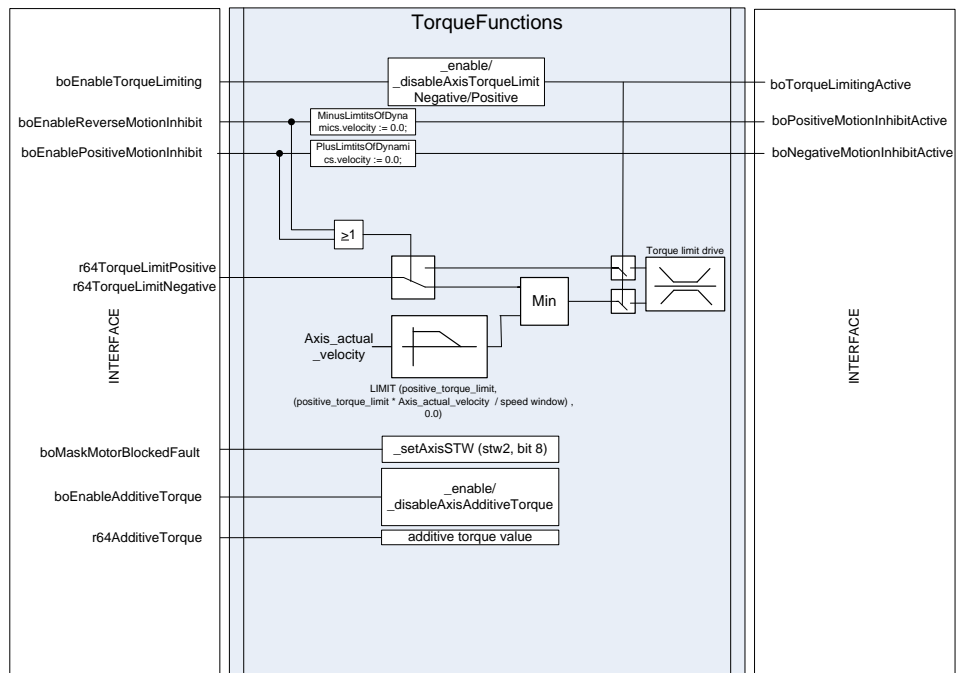 TorqueFunctions
boEnableTorqueLimiting
_enable/
_disableAxisTorqueLimit
Negative/Positive
boTorqueLimitingActive
boEnableReverseMotionInhibit
MinusLimtitsOfDyna
mics.velocity := 0.0;
boPositiveMotionInhibitActive
boEnablePositiveMotionInhibit
PlusLimtitsOfDynami
cs.velocity := 0.0;
boNegativeMotionInhibitActive
≥1
Torque limit drive
r64TorqueLimitPositive
r64TorqueLimitNegative
Min
INTERFACE
Axis_actual
_velocity
INTERFACE
LIMIT (positive_torque_limit,
(positive_torque_limit * Axis_actual_velocity / speed window) ,
0.0)
boMaskMotorBlockedFault
_setAxisSTW (stw2, bit 8)
boEnableAdditiveTorque
_enable/
_disableAxisAdditiveTorque
r64AdditiveTorque
additive torque value